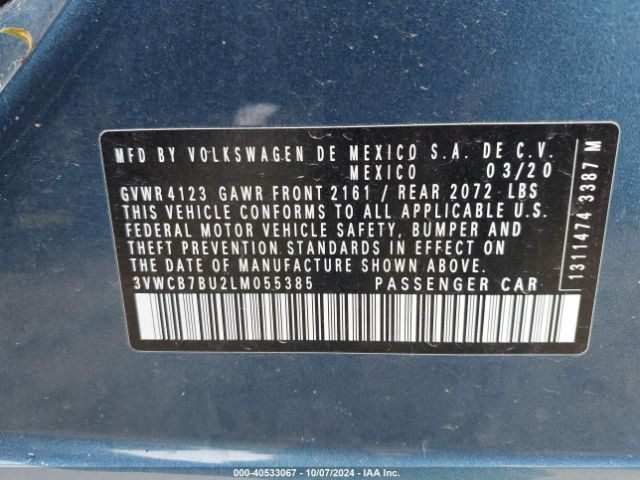 MFD BY VOLKSWAGEN DE MEXICO S.A. DE C.V.
MEXICO 03/20
GVWR 4123 GAWR FRONT 2161 / REAR 2072 LBS
THIS VEHICLE CONFORMS TO ALL APPLICABLE U.S.
FEDERAL MOTOR VEHICLE SAFETY, BUMPER AND
THEFT PREVENTION STANDARDS IN EFFECT ON
THE DATE OF MANUFACTURE SHOWN ABOVE.
3VWCB7BU2LM055385 PASSENGER CAR
1311474 3387 M
000-40533067 - 10/07/2024 - IAA Inc.